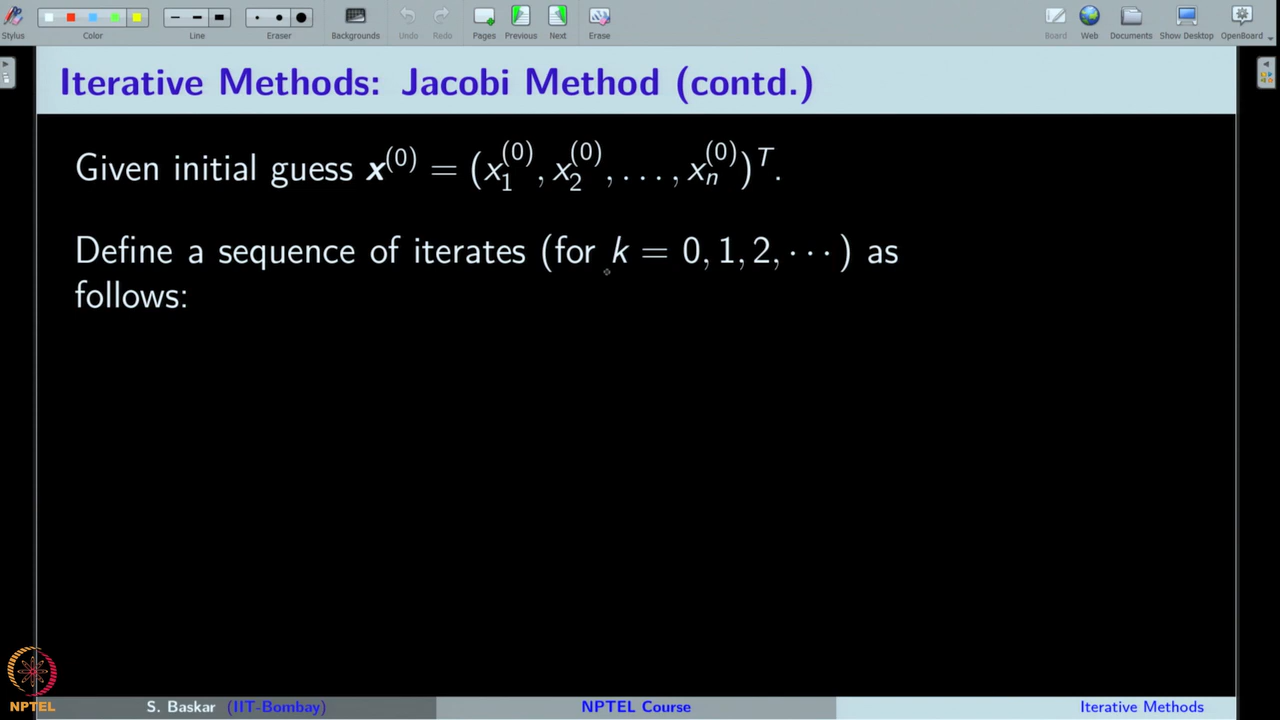 Stylus Color Line Eraser Backgrounds Undo Redo Pages Previous Next Erase Board Web Documents Show Desktop OpenBoard
Iterative Methods: Jacobi Method (contd.)
Given initial guess x^(0) = (x_1^(0), x_2^(0), . . . , x_n^(0))^T.
Define a sequence of iterates (for k = 0, 1, 2, · · · ) as
follows:
NPTEL
S. Baskar (IIT-Bombay) NPTEL Course Iterative Methods